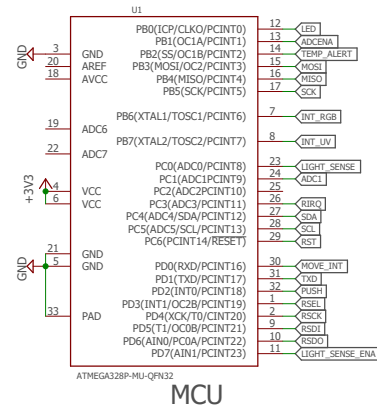 U1
GND 3 GND PB0(ICP/CLKO/PCINT0) 12 LED
20 AREF PB1(OC1A/PCINT1) 13 ADCENA
18 AVCC PB2(SS/OC1B/PCINT2) 14 TEMP_ALERT
PB3(MOSI/OC2/PCINT3) 15 MOSI
PB4(MISO/PCINT4) 16 MISO
PB5(SCK/PCINT5) 17 SCK
PB6(XTAL1/TOSC1/PCINT6) 7 INT_RGB
19 ADC6
PB7(XTAL2/TOSC2/PCINT7) 8 INT_UV
22 ADC7
PC0(ADC0/PCINT8) 23 LIGHT_SENSE
PC1(ADC1PCINT9) 24 ADC1
+3V3 4 VCC PC2(ADC2PCINT10) 25
6 VCC PC3(ADC3/PCINT11) 26 RIRQ
PC4(ADC4/SDA/PCINT12) 27 SDA
PC5(ADC5/SCL/PCINT13) 28 SCL
PC6(PCINT14/RESET) 29 RST
21 GND
GND 5 GND PD0(RXD/PCINT16) 30 MOVE_INT
PD1(TXD/PCINT17) 31 TXD
PD2(INT0/PCINT18) 32 PUSH
PD3(INT1/OC2B/PCINT19) 1 RSEL
33 PAD PD4(XCK/T0/PCINT20) 2 RSCK
PD5(T1/OC0B/PCINT21) 9 RSDI
PD6(AIN0/PC0A/PCINT22) 10 RSDO
PD7(AIN1/PCINT23) 11 LIGHT_SENSE_ENA
ATMEGA328P-MU-QFN32
MCU